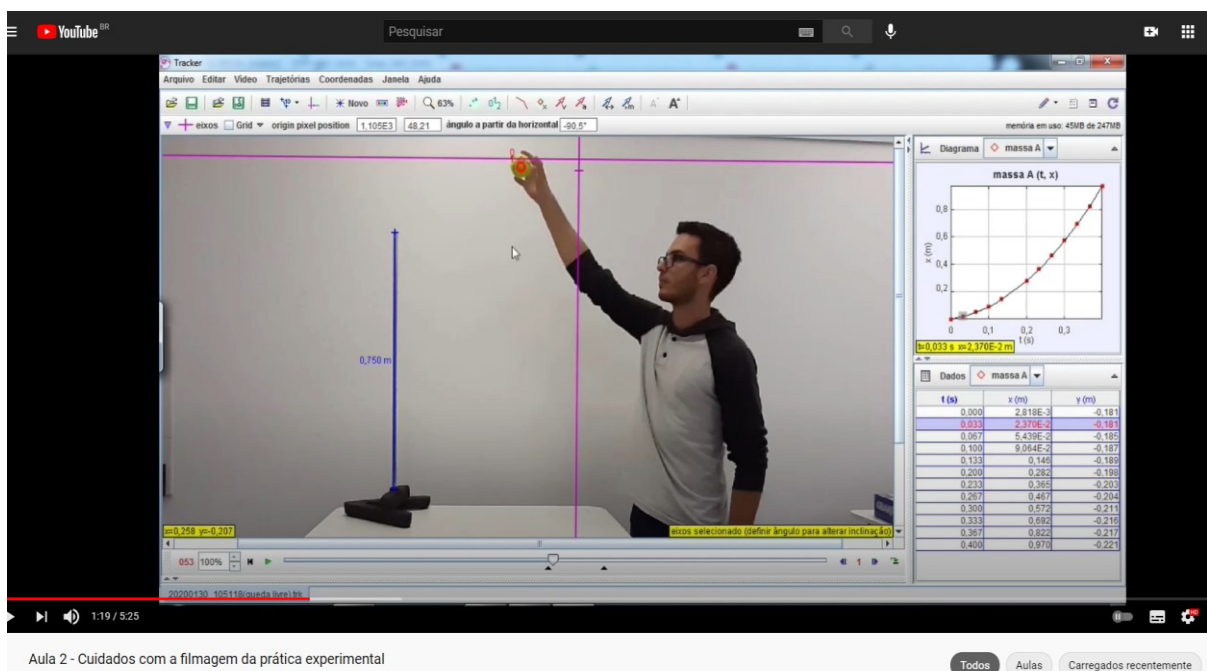 YouTube BR
Pesquisar
Tracker
Arquivo Editar Video Trajetórias Coordenadas Janela Ajuda
Novo 63%
eixos Grid origin pixel position 1,105E3 48,21 ângulo a partir da horizontal -90,5° memória em uso: 45MB de 247MB
Diagrama massa A
massa A (t, x)
x (m)
0,8
0,6
0,4
0,2
0 0,1 0,2 0,3
t (s)
t=0,033 s x=2,370E-2 m
0,750 m
Dados massa A
t (s) x (m) y (m)
0,000 2,818E-3 -0,181
0,033 2,370E-2 -0,181
0,067 5,439E-2 -0,185
0,100 9,064E-2 -0,187
0,133 0,146 -0,189
0,200 0,282 -0,198
0,233 0,365 -0,203
0,267 0,467 -0,204
0,300 0,572 -0,211
0,333 0,692 -0,216
0,367 0,822 -0,217
0,400 0,970 -0,221
x=0,258 y=-0,207
eixos selecionado (definir ângulo para alterar inclinação)
053 100% 1
20200130_105118(queda livre).trk
1:19 / 5:25
HD
Aula 2 - Cuidados com a filmagem da prática experimental
Todos Aulas Carregados recentemente